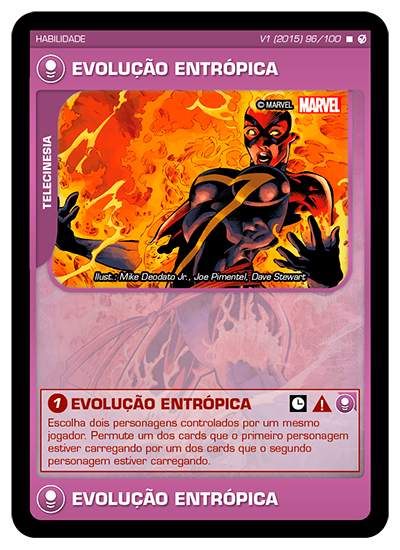 HABILIDADE
V1 (2015) 96/100
EVOLUÇÃO ENTRÓPICA
© MARVEL MARVEL
TELECINESIA
Ilust.: Mike Deodato Jr., Joe Pimentel, Dave Stewart
1 EVOLUÇÃO ENTRÓPICA
Escolha dois personagens controlados por um mesmo
jogador. Permute um dos cards que o primeiro personagem
estiver carregando por um dos cards que o segundo
personagem estiver carregando.
EVOLUÇÃO ENTRÓPICA